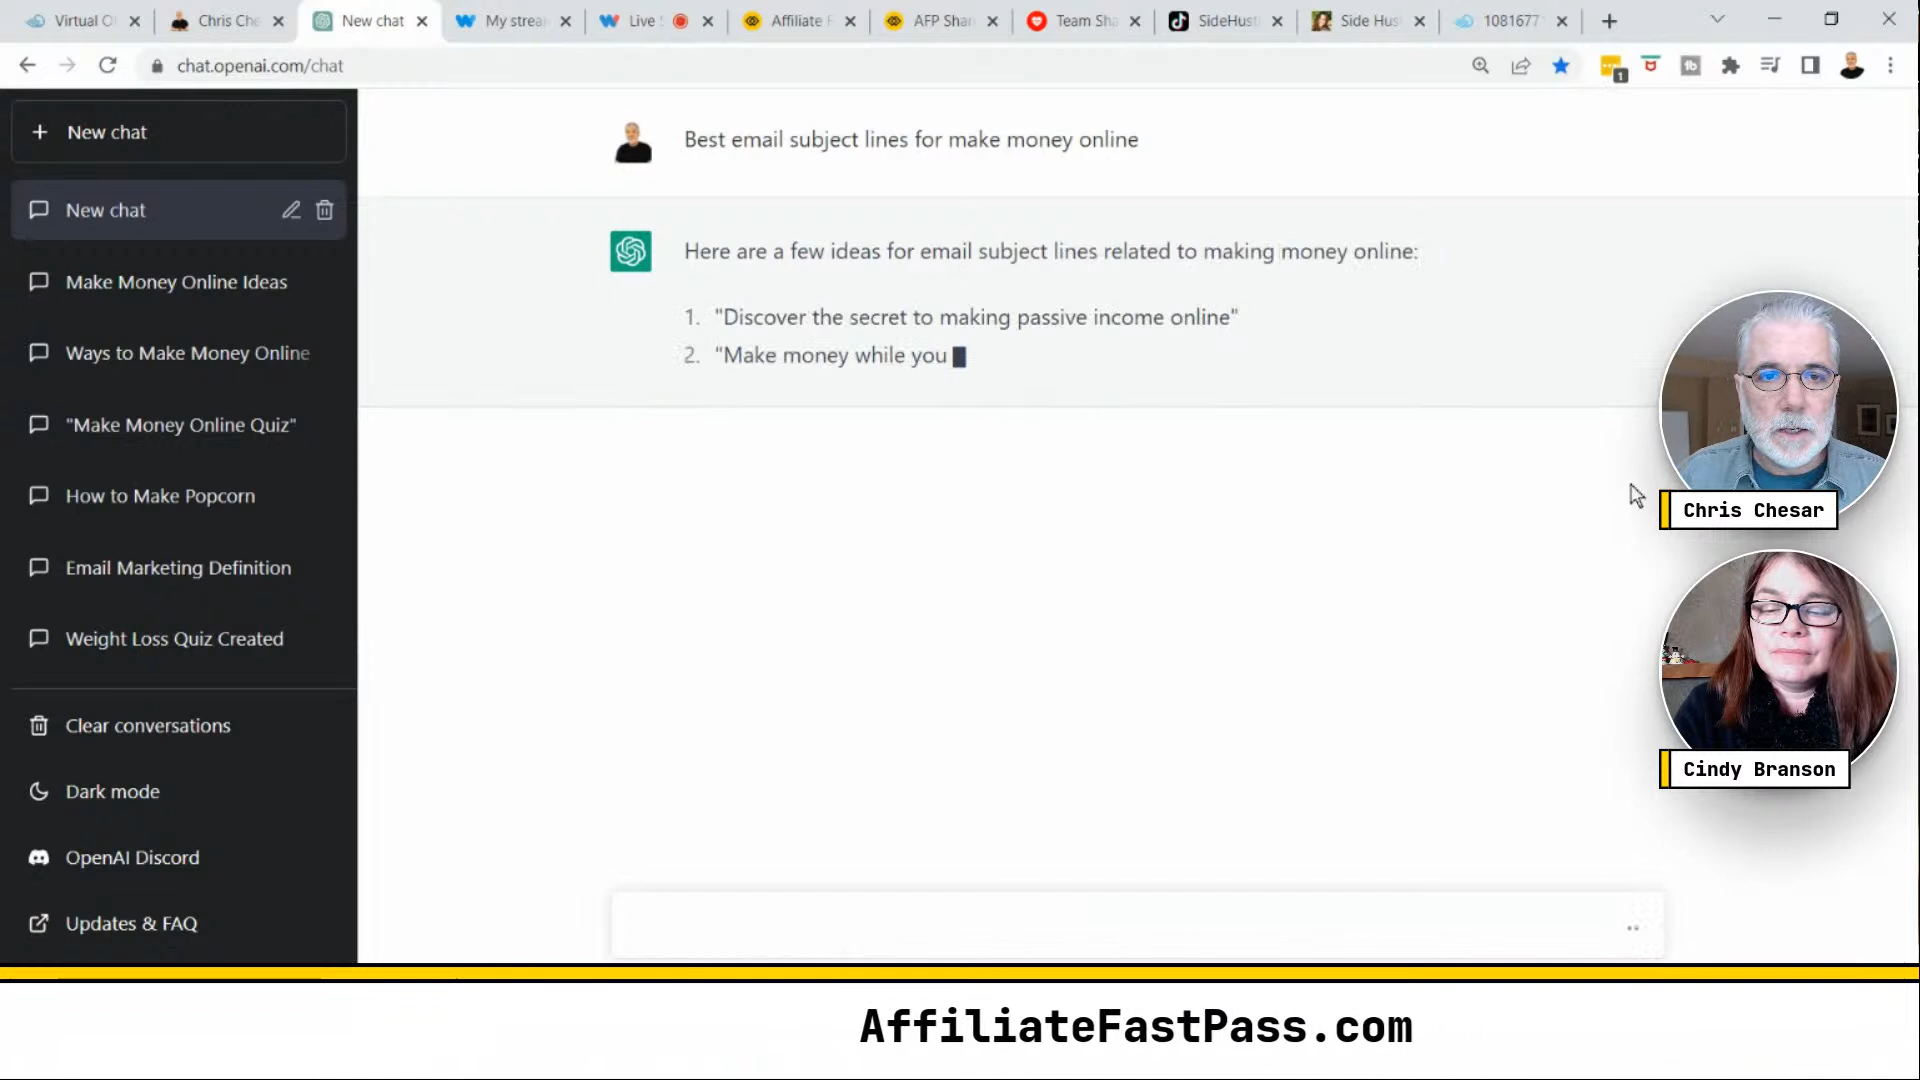 Virtual O
Chris Che
New chat
My strea
Live
Affiliate F
AFP Shar
Team Sha
SideHust
Side Hus
1081677
chat.openai.com/chat
1
New chat
New chat
Make Money Online Ideas
Ways to Make Money Online
"Make Money Online Quiz"
How to Make Popcorn
Email Marketing Definition
Weight Loss Quiz Created
Clear conversations
Dark mode
OpenAI Discord
Updates & FAQ
Best email subject lines for make money online
Here are a few ideas for email subject lines related to making money online:
1. "Discover the secret to making passive income online"
2. "Make money while you
Chris Chesar
Cindy Branson
AffiliateFastPass.com